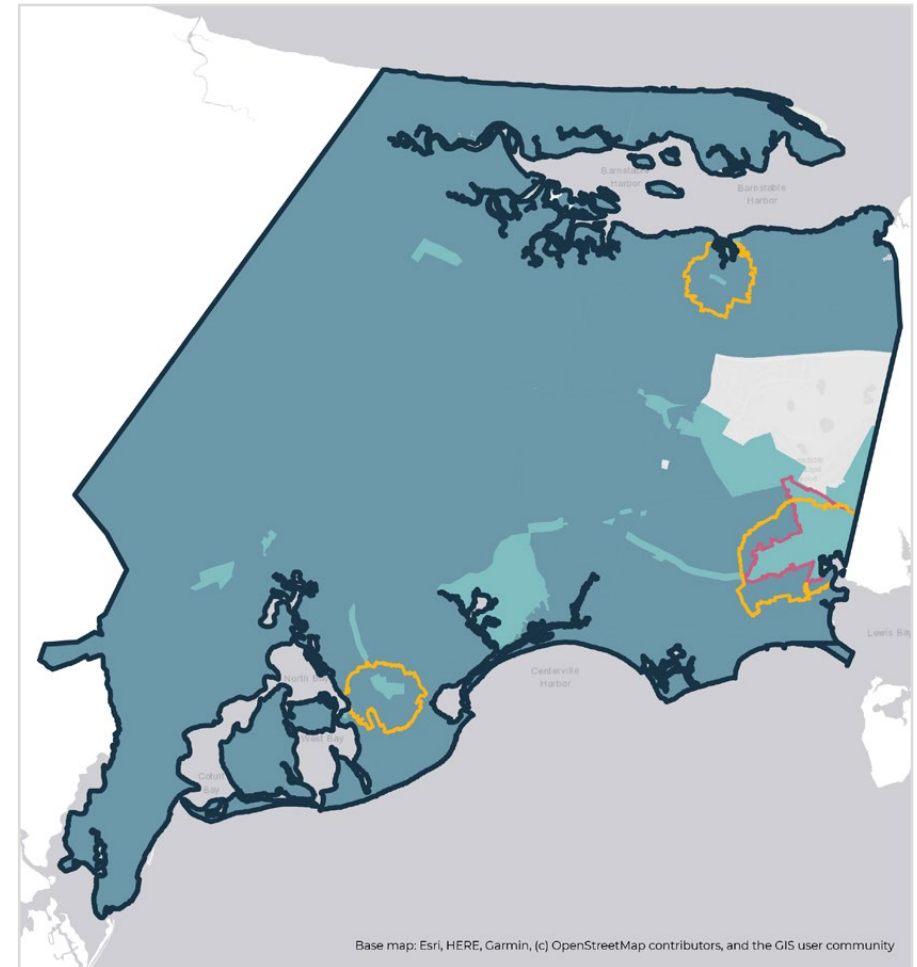 Barnstable
Harbor
Barnstable
Harbor
Lewis Bay
Centerville
Harbor
North Bay
West Bay
Cotuit
Bay
Base map: Esri, HERE, Garmin, (c) OpenStreetMap contributors, and the GIS user community